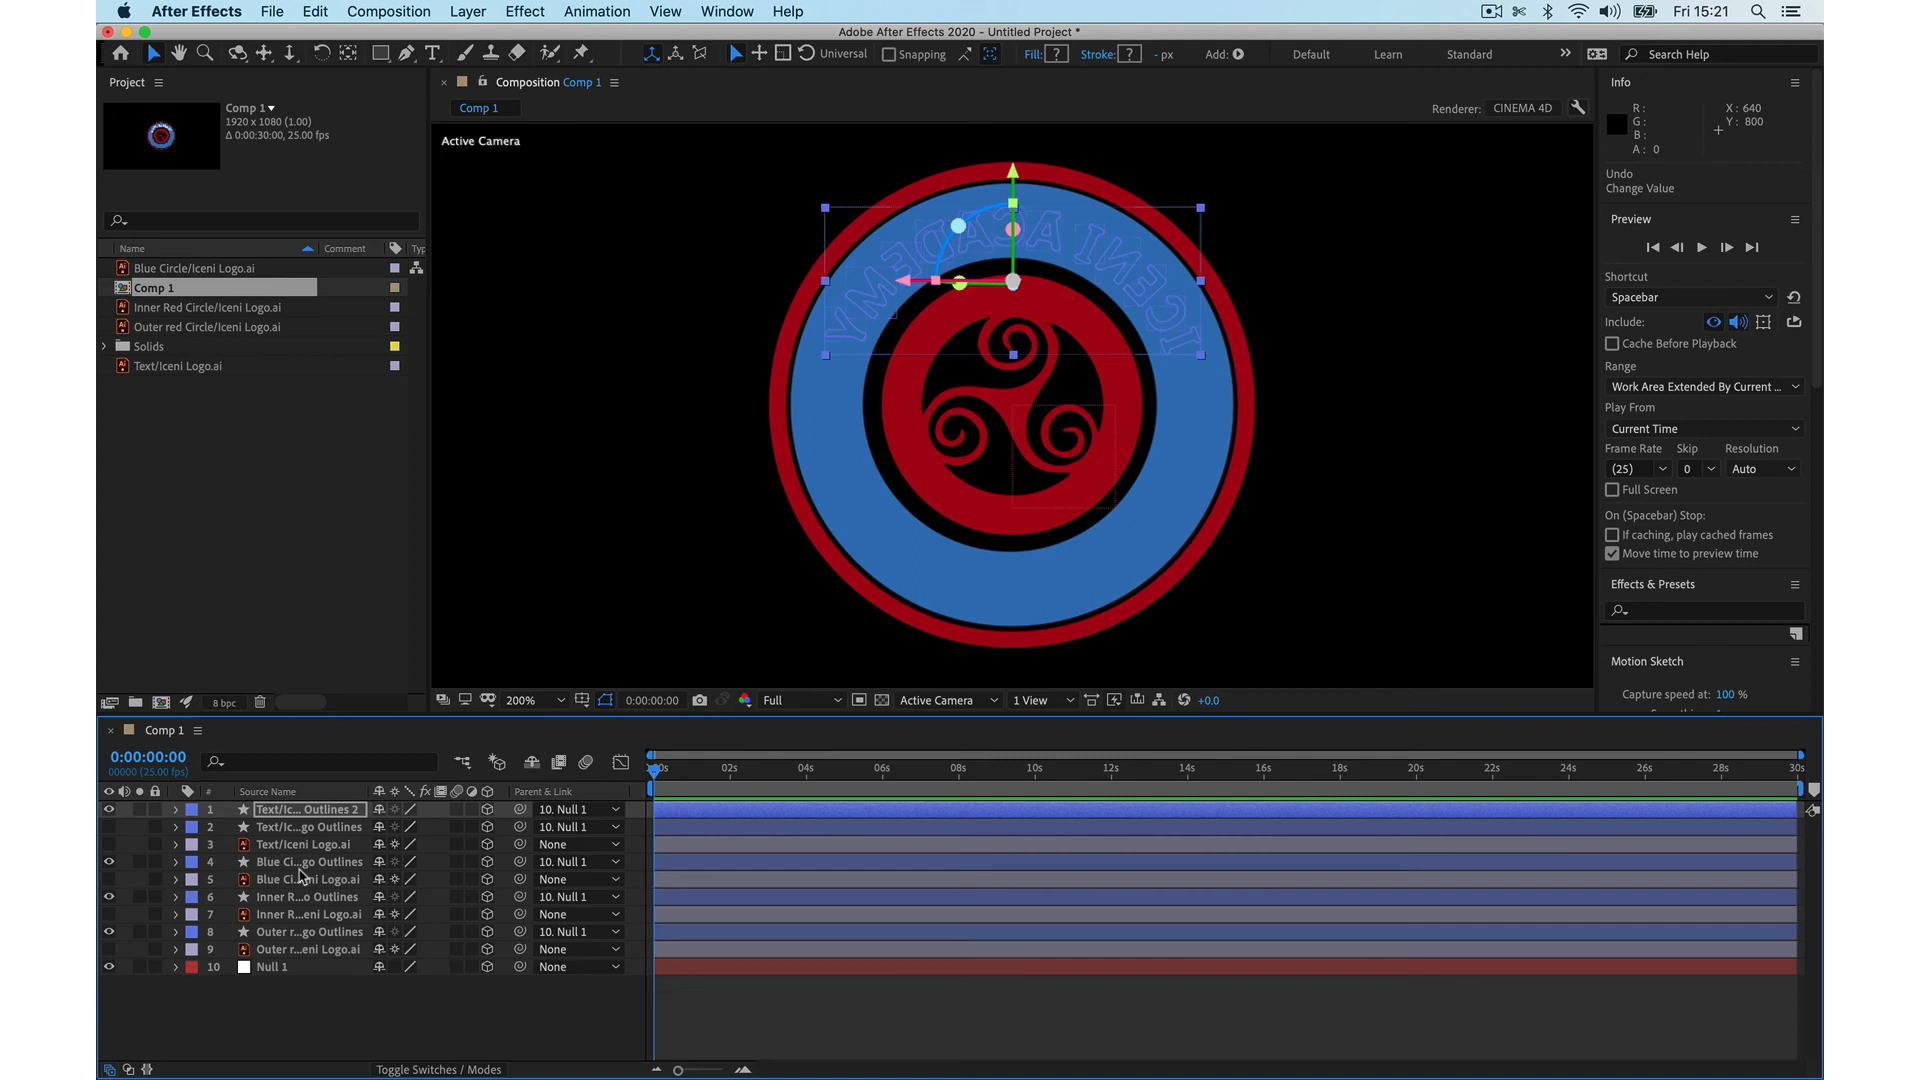 After Effects File Edit Composition Layer Effect Animation View Window Help Fri 15:21
Adobe After Effects 2020 - Untitled Project *
Universal Snapping Fill: ? Stroke: ? - px Add: Default Learn Standard Search Help
Project
Comp 1
1920 x 1080 (1.00)
Δ 0:00:30:00, 25.00 fps
Name Comment Typ
Blue Circle/Iceni Logo.ai
Comp 1
Inner Red Circle/Iceni Logo.ai
Outer red Circle/Iceni Logo.ai
Solids
Text/Iceni Logo.ai
8 bpc
Composition Comp 1
Comp 1
Renderer: CINEMA 4D
Active Camera
ICENI ACADEMY
200% 0:00:00:00 Full Active Camera 1 View +0.0
Info
R: X: 640
G: Y: 800
B:
A: 0
Undo
Change Value
Preview
Shortcut
Spacebar
Include:
Cache Before Playback
Range
Work Area Extended By Current ...
Play From
Current Time
Frame Rate Skip Resolution
(25) 0 Auto
Full Screen
On (Spacebar) Stop:
If caching, play cached frames
Move time to preview time
Effects & Presets
Motion Sketch
Capture speed at: 100 %
Comp 1
0:00:00:00
00000 (25.00 fps)
02s 04s 06s 08s 10s 12s 14s 16s 18s 20s 22s 24s 26s 28s 30s
# Source Name fx Parent & Link
1 Text/Ic... Outlines 2 10. Null 1
2 Text/Ic...go Outlines 10. Null 1
3 Text/Iceni Logo.ai None
4 Blue Ci...go Outlines 10. Null 1
5 Blue Ci...ni Logo.ai None
6 Inner R...o Outlines 10. Null 1
7 Inner R...eni Logo.ai None
8 Outer r...go Outlines 10. Null 1
9 Outer r...eni Logo.ai None
10 Null 1 None
Toggle Switches / Modes